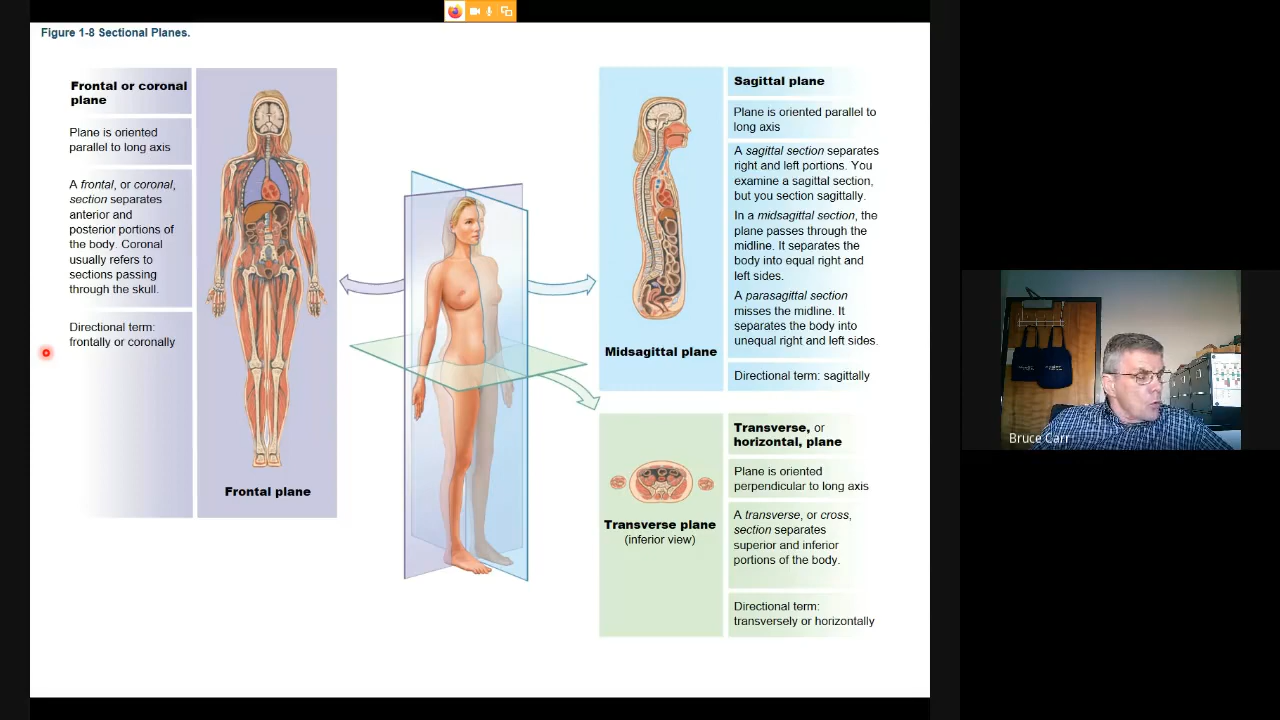 Figure 1-8 Sectional Planes.
Frontal or coronal
plane
Plane is oriented
parallel to long axis
A frontal, or coronal,
section separates
anterior and
posterior portions of
the body. Coronal
usually refers to
sections passing
through the skull.
Directional term:
frontally or coronally
Frontal plane
Midsagittal plane
Sagittal plane
Plane is oriented parallel to
long axis
A sagittal section separates
right and left portions. You
examine a sagittal section,
but you section sagittally.
In a midsagittal section, the
plane passes through the
midline. It separates the
body into equal right and
left sides.
A parasagittal section
misses the midline. It
separates the body into
unequal right and left sides.
Directional term: sagittally
Transverse plane
(inferior view)
Transverse, or
horizontal, plane
Plane is oriented
perpendicular to long axis
A transverse, or cross,
section separates
superior and inferior
portions of the body.
Directional term:
transversely or horizontally
Bruce Carr